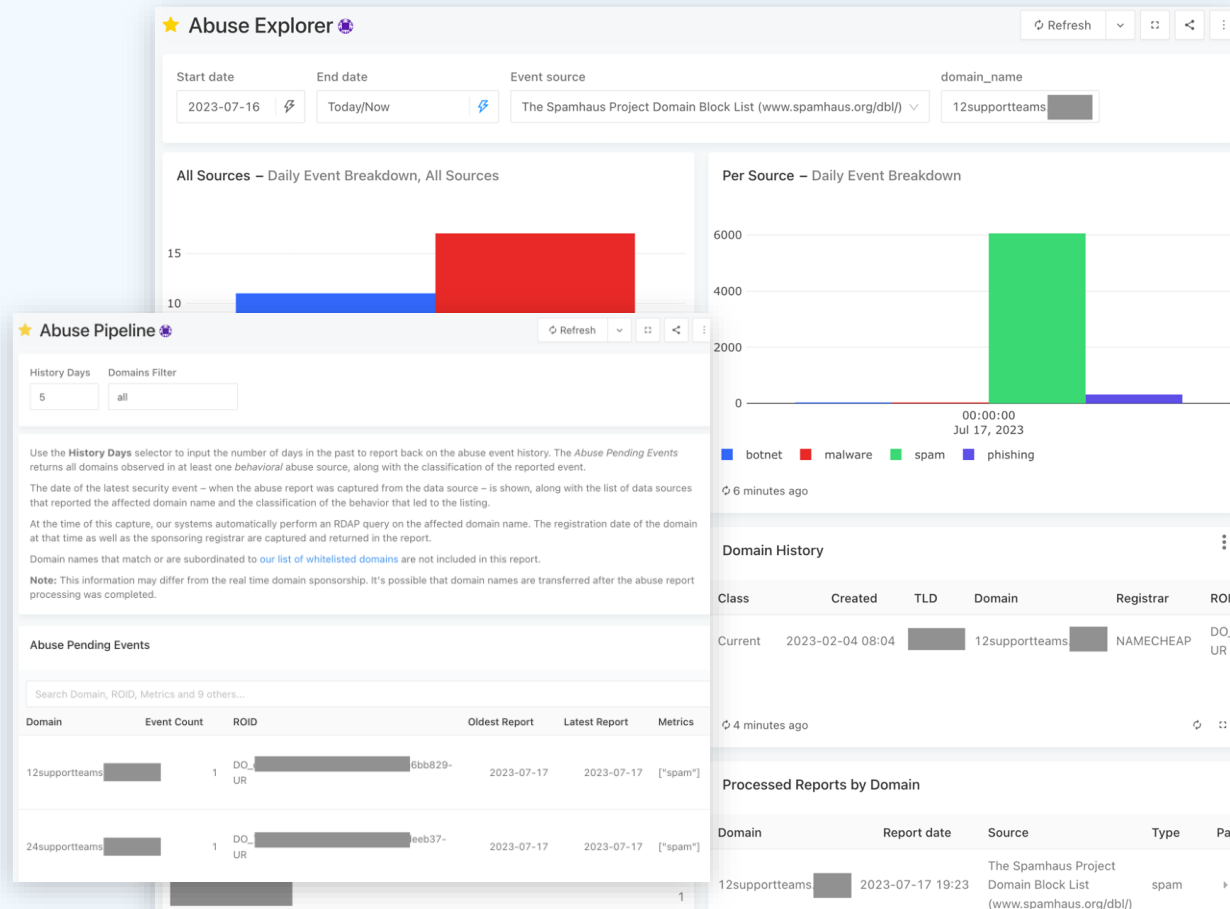 Abuse Explorer
Refresh
Start date
End date
Event source
domain_name
2023-07-16
Today/Now
The Spamhaus Project Domain Block List (www.spamhaus.org/dbl/)
12supportteams.
All Sources – Daily Event Breakdown, All Sources
15
10
Per Source – Daily Event Breakdown
6000
4000
2000
0
00:00:00
Jul 17, 2023
botnet
malware
spam
phishing
6 minutes ago
Domain History
Class Created TLD Domain Registrar
Current 2023-02-04 08:04 12supportteams. NAMECHEAP DO_
UR
4 minutes ago
Processed Reports by Domain
Domain Report date Source Type
12supportteams. 2023-07-17 19:23 The Spamhaus Project
Domain Block List
(www.spamhaus.org/dbl/) spam
1
Abuse Pipeline
Refresh
History Days
Domains Filter
5
all
Use the History Days selector to input the number of days in the past to report back on the abuse event history. The Abuse Pending Events
returns all domains observed in at least one behavioral abuse source, along with the classification of the reported event.
The date of the latest security event – when the abuse report was captured from the data source – is shown, along with the list of data sources
that reported the affected domain name and the classification of the behavior that led to the listing.
At the time of this capture, our systems automatically perform an RDAP query on the affected domain name. The registration date of the domain
at that time as well as the sponsoring registrar are captured and returned in the report.
Domain names that match or are subordinated to our list of whitelisted domains are not included in this report.
Note: This information may differ from the real time domain sponsorship. It's possible that domain names are transferred after the abuse report
processing was completed.
Abuse Pending Events
Search Domain, ROID, Metrics and 9 others...
Domain Event Count ROID Oldest Report Latest Report Metrics
12supportteams 1 DO_ 6bb829-
UR 2023-07-17 2023-07-17 ["spam"]
24supportteams 1 DO_ eeb37-
UR 2023-07-17 2023-07-17 ["spam"]